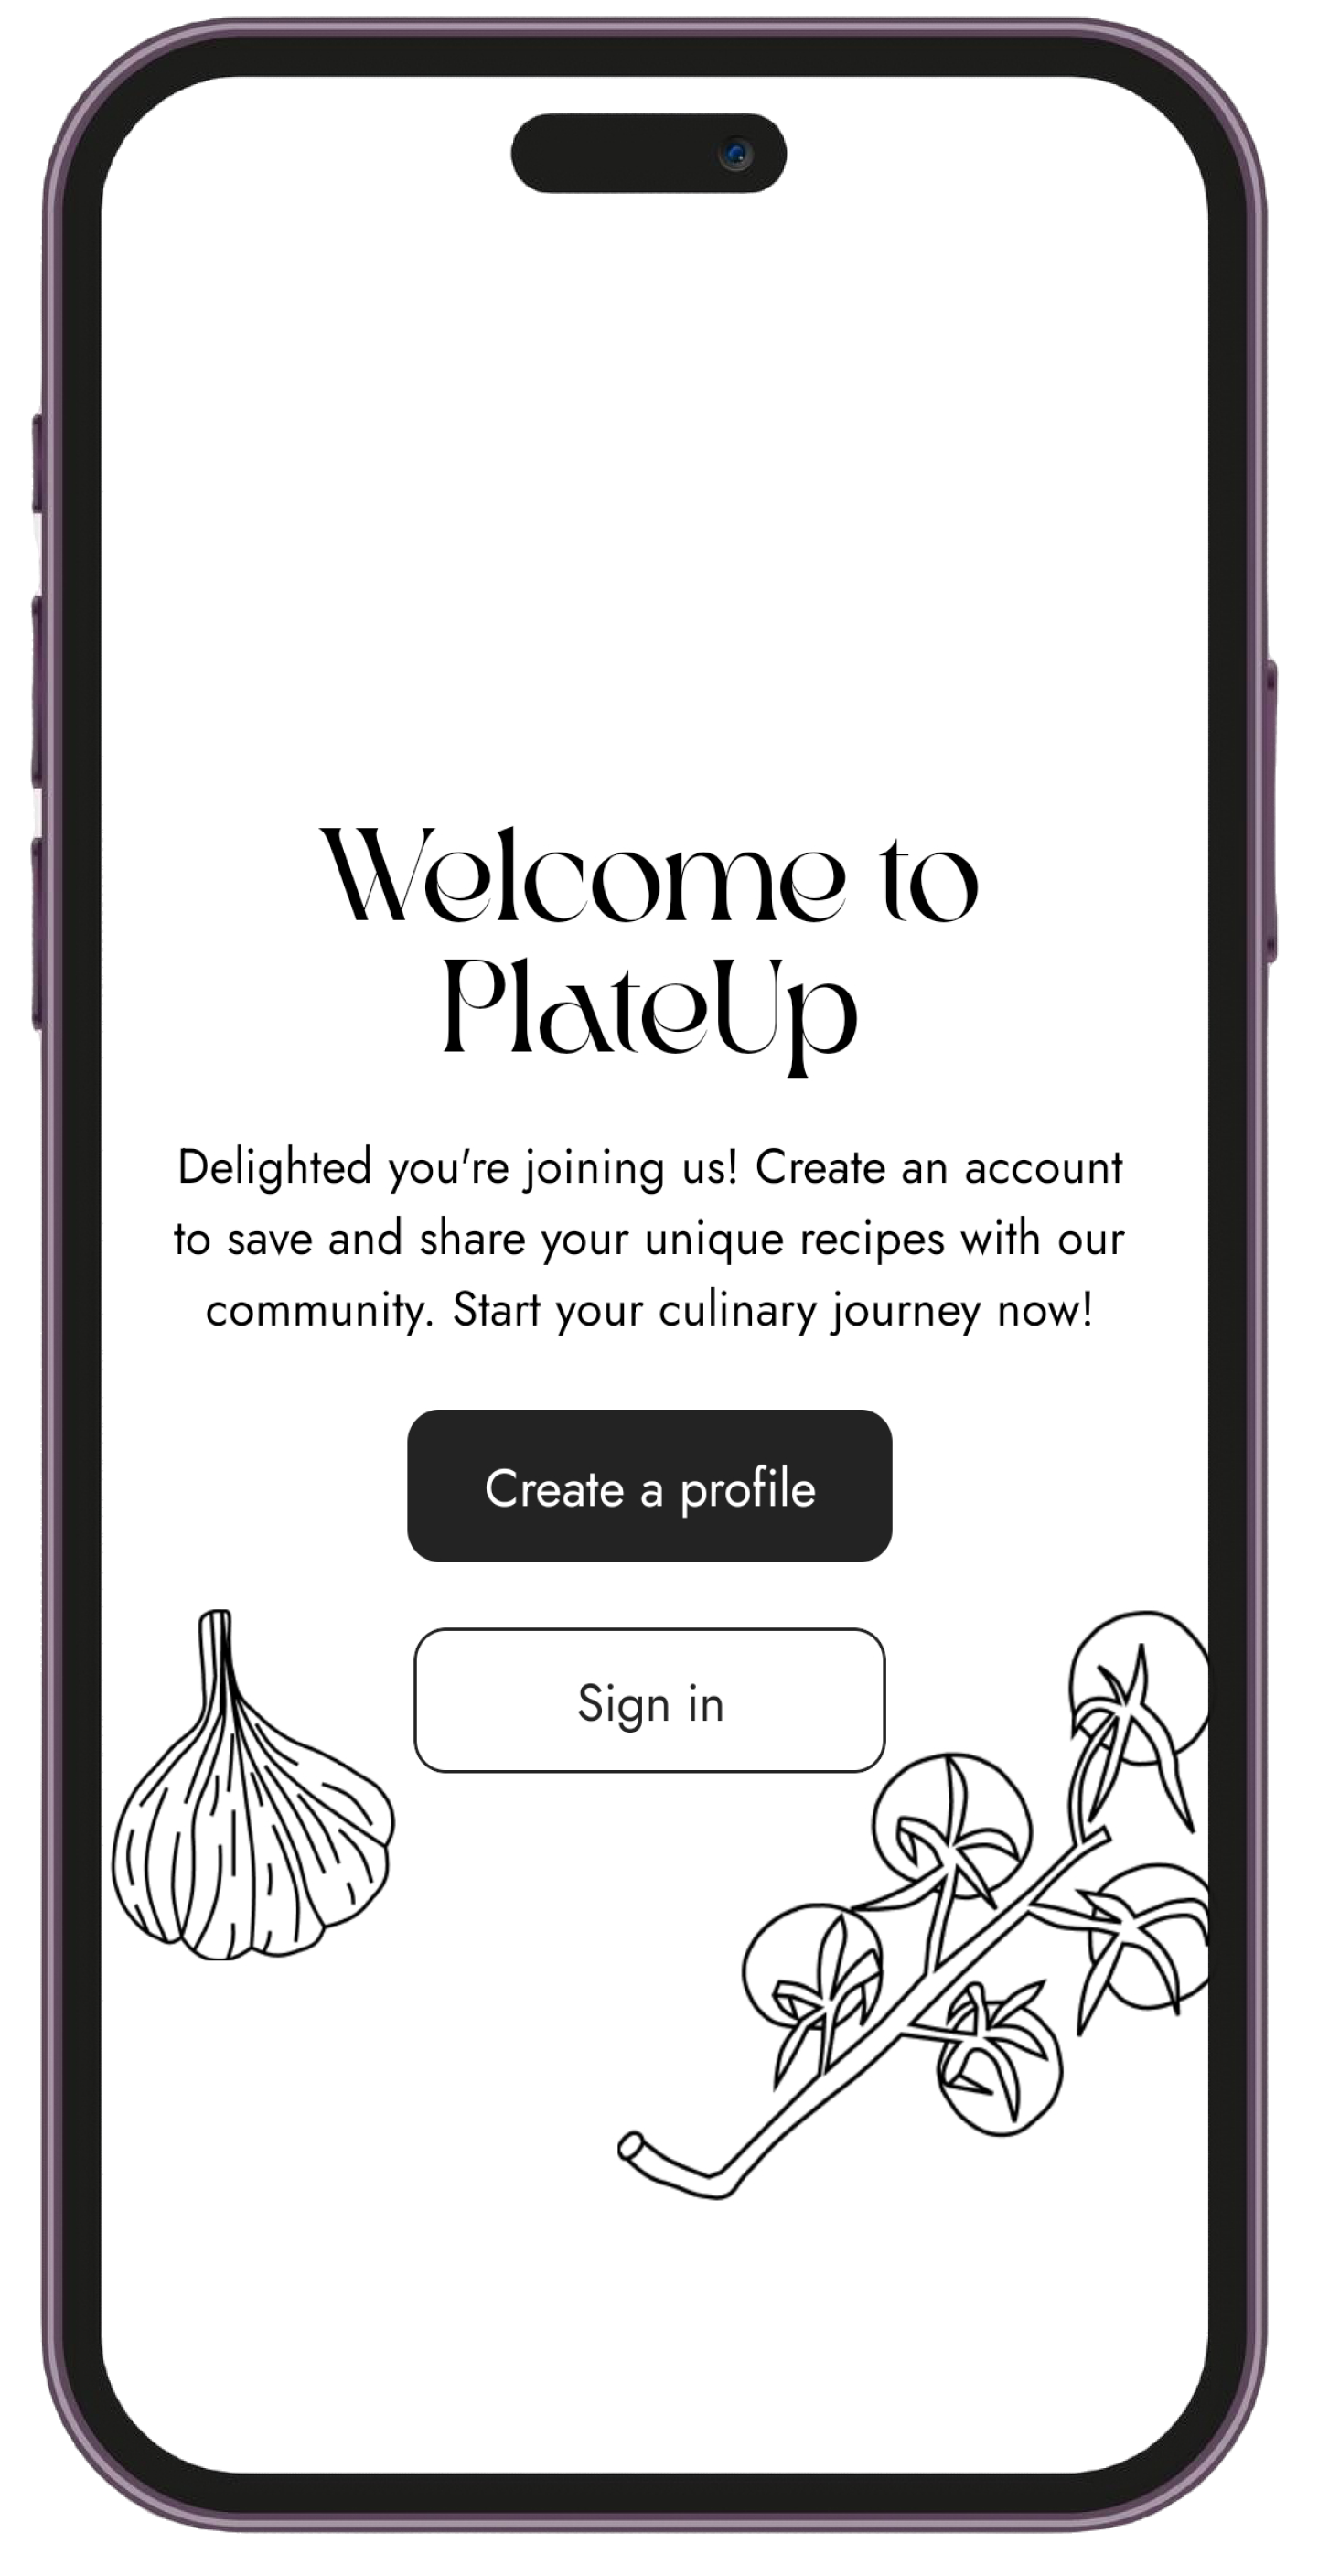 Welcome to
PlateUp
Delighted you're joining us! Create an account
to save and share your unique recipes with our
community. Start your culinary journey now!
Create a profile
Sign in